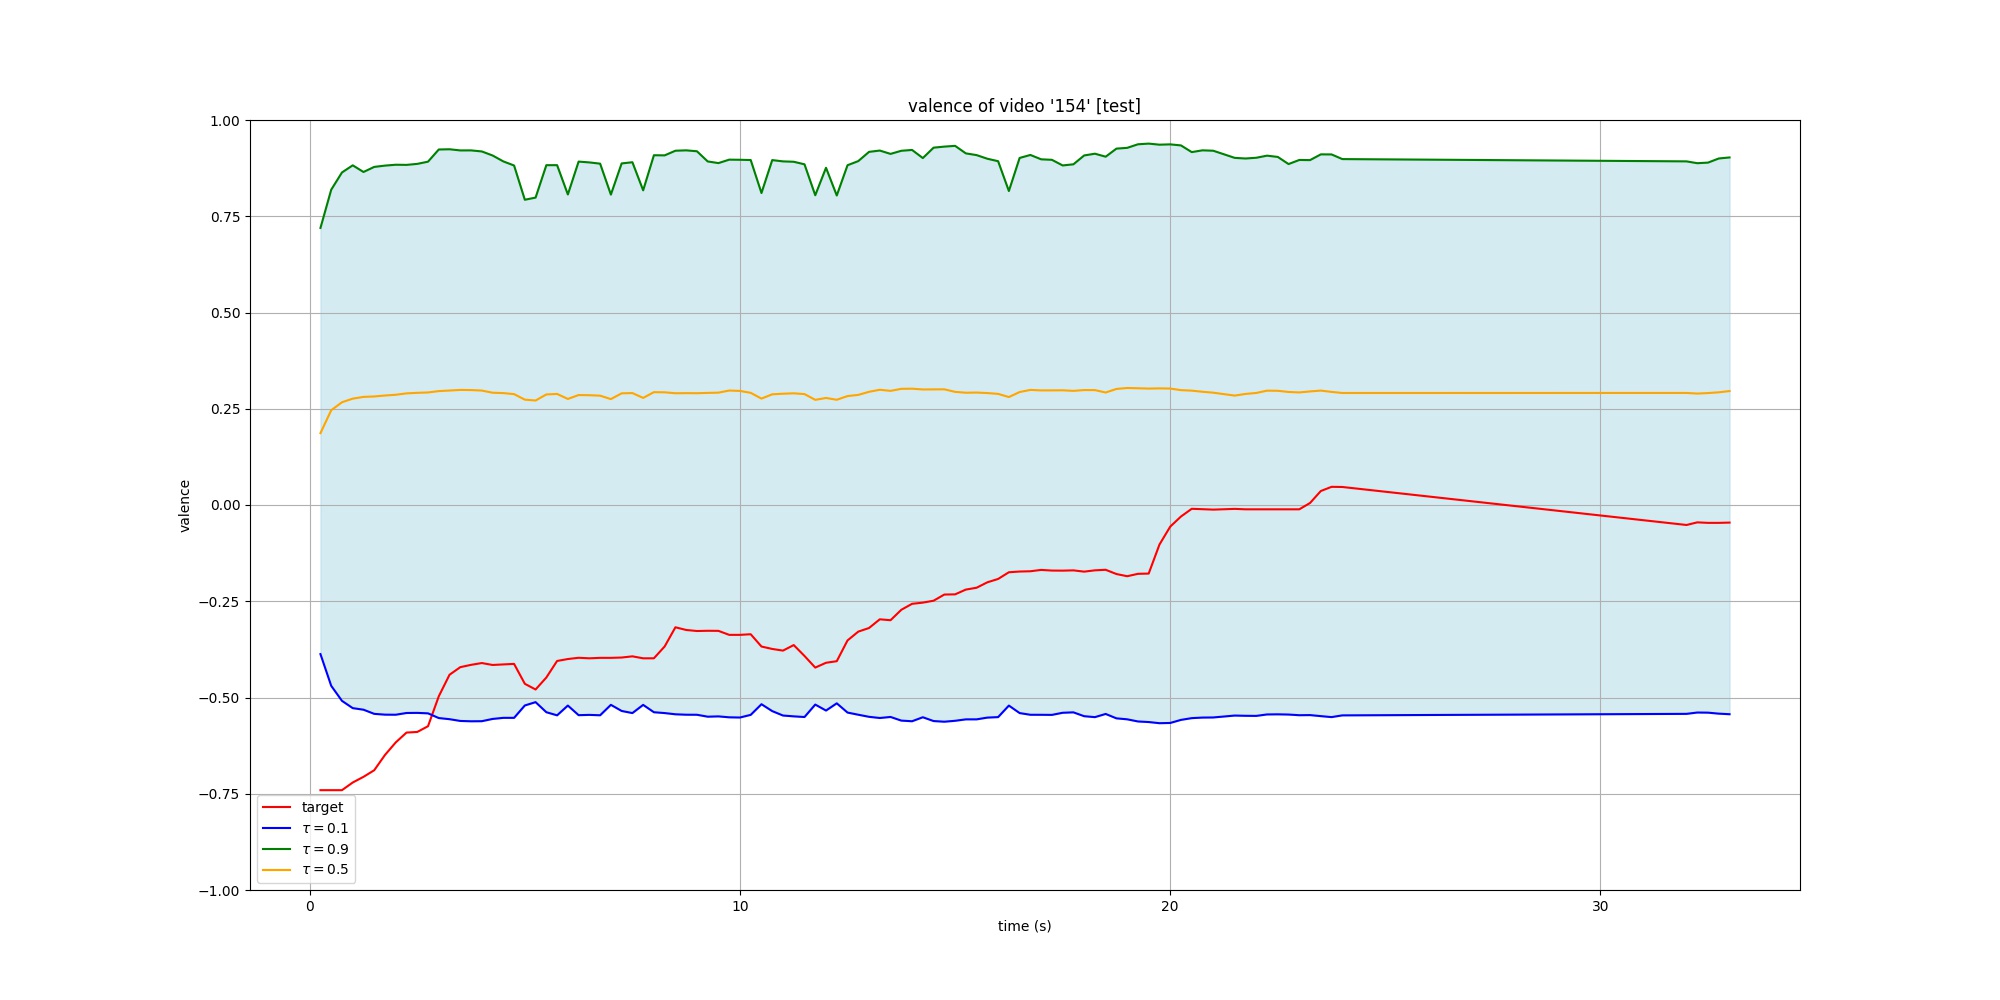 valence of video '154' [test]
1.00
0.75
0.50
0.25
0.00
−0.25
−0.50
−0.75
−1.00
valence
target
τ = 0.1
τ = 0.9
τ = 0.5
0 10 20 30
time (s)